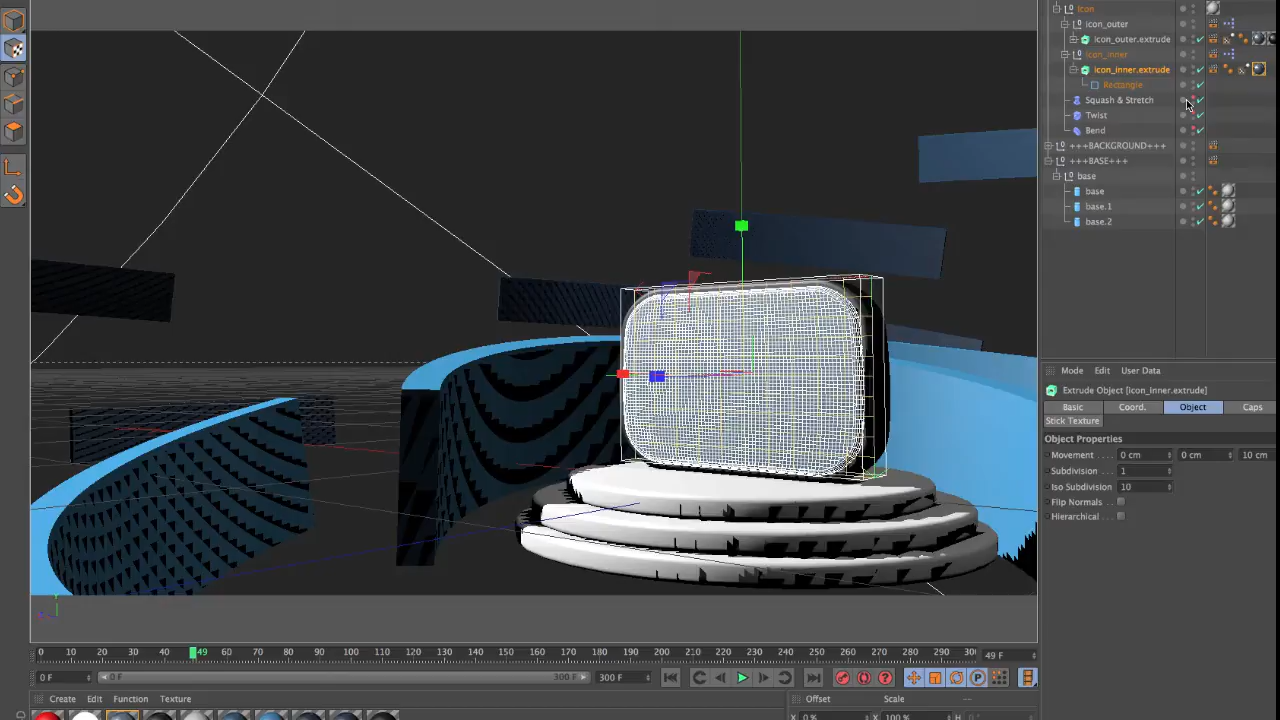 Icon
icon_outer
icon_outer.extrude
icon_inner
icon_inner.extrude
Rectangle
Squash & Stretch
Twist
Bend
+++BACKGROUND+++
+++BASE+++
base
base
base.1
base.2
Mode Edit User Data
Extrude Object [icon_inner.extrude]
Basic Coord. Object Caps
Stick Texture
Object Properties
Movement 0 cm 0 cm 10 cm
Subdivision 1
Iso Subdivision 10
Flip Normals
Hierarchical
0 10 20 30 40 49 60 70 80 90 100 110 120 130 140 150 160 170 180 190 200 210 220 230 240 250 260 270 280 290 300 49 F
0 F 0 F 300 F 300 F
Create Edit Function Texture Offset Scale
X 0 % X 100 % H